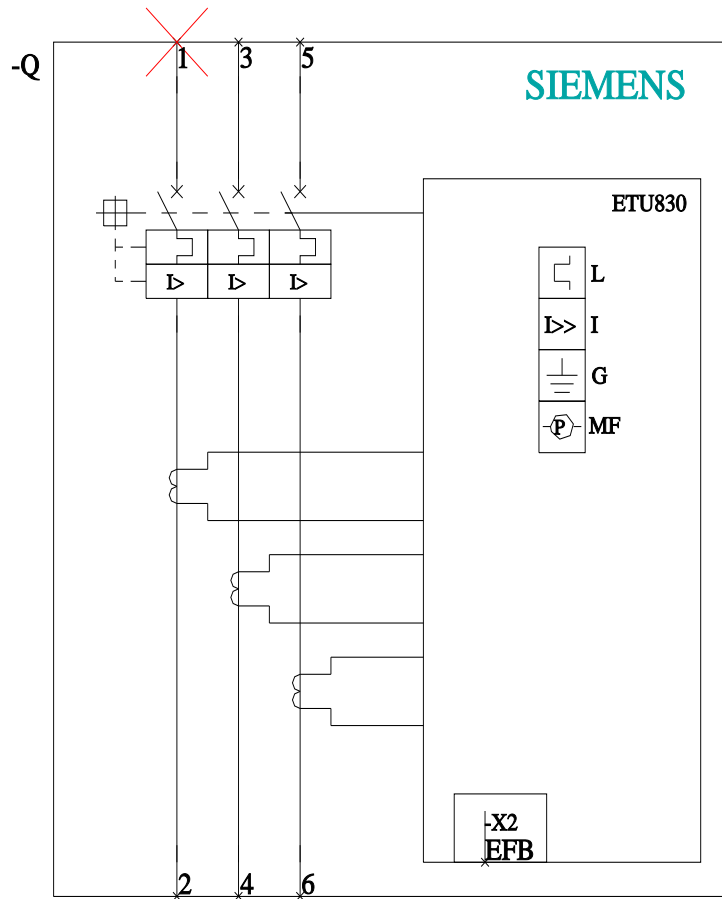 1 3 5
-Q
SIEMENS
ETU830
L
I> I> I>
I>> I
G
P MF
-X2
EFB
2 4 6